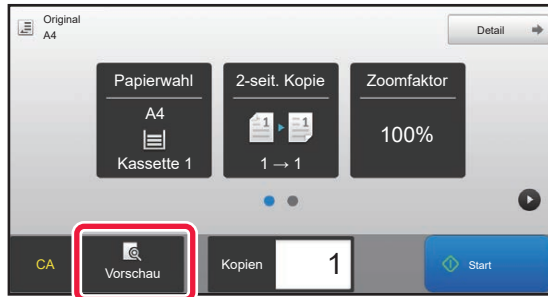 Original
A4
Detail
Papierwahl
A4
Kassette 1
2-seit. Kopie
1 1
1 → 1
Zoomfaktor
100%
CA
Vorschau
Kopien
1
Start